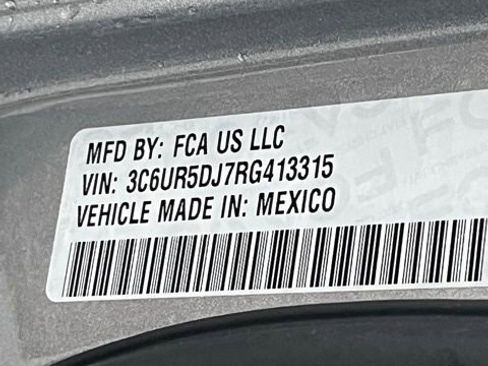 MFD BY: FCA US LLC
VIN: 3C6UR5DJ7RG413315
VEHICLE MADE IN: MEXICO